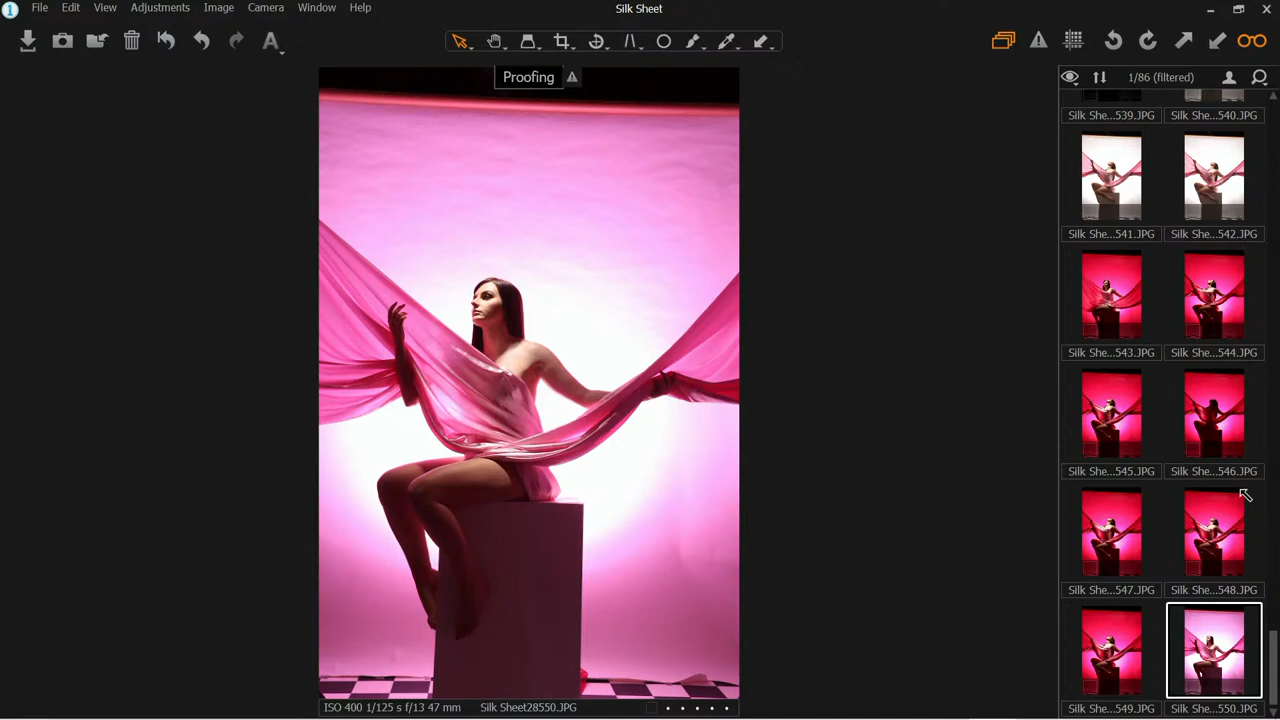 File Edit View Adjustments Image Camera Window Help
Silk Sheet
A
Proofing
1/86 (filtered)
Silk She...539.JPG Silk She...540.JPG
Silk She...541.JPG Silk She...542.JPG
Silk She...543.JPG Silk She...544.JPG
Silk She...545.JPG Silk She...546.JPG
Silk She...547.JPG Silk She...548.JPG
Silk She...549.JPG Silk She...550.JPG
ISO 400 1/125 s f/13 47 mm Silk Sheet28550.JPG